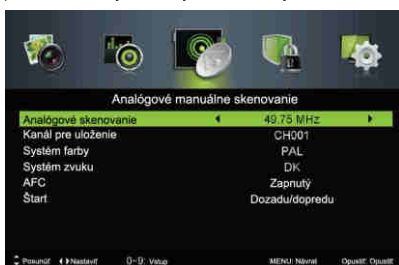 Analógové manuálne skenovanie
Analógové skenovanie 49.75 MHz
Kanál pre uloženie CH001
Systém farby PAL
Systém zvuku DK
AFC Zapnutý
Štart Dozadu/dopredu
Posunúť Nastaviť 0~9: Vstup MENU: Návrat Opustiť: Opustiť